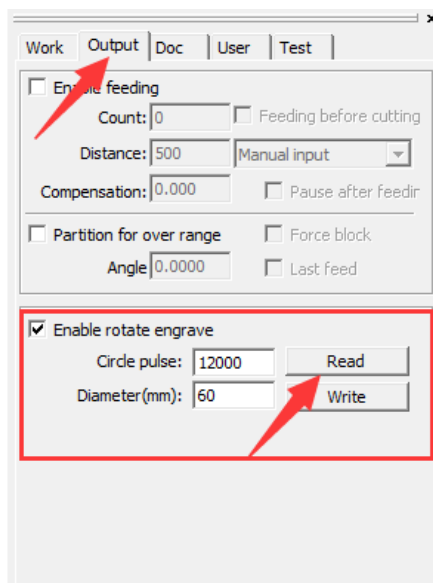 Work Output Doc User Test
Enable feeding
Count: 0 Feeding before cutting
Distance: 500 Manual input
Compensation: 0.000 Pause after feedin
Partition for over range Force block
Angle 0.0000 Last feed
Enable rotate engrave
Circle pulse: 12000 Read
Diameter(mm): 60 Write